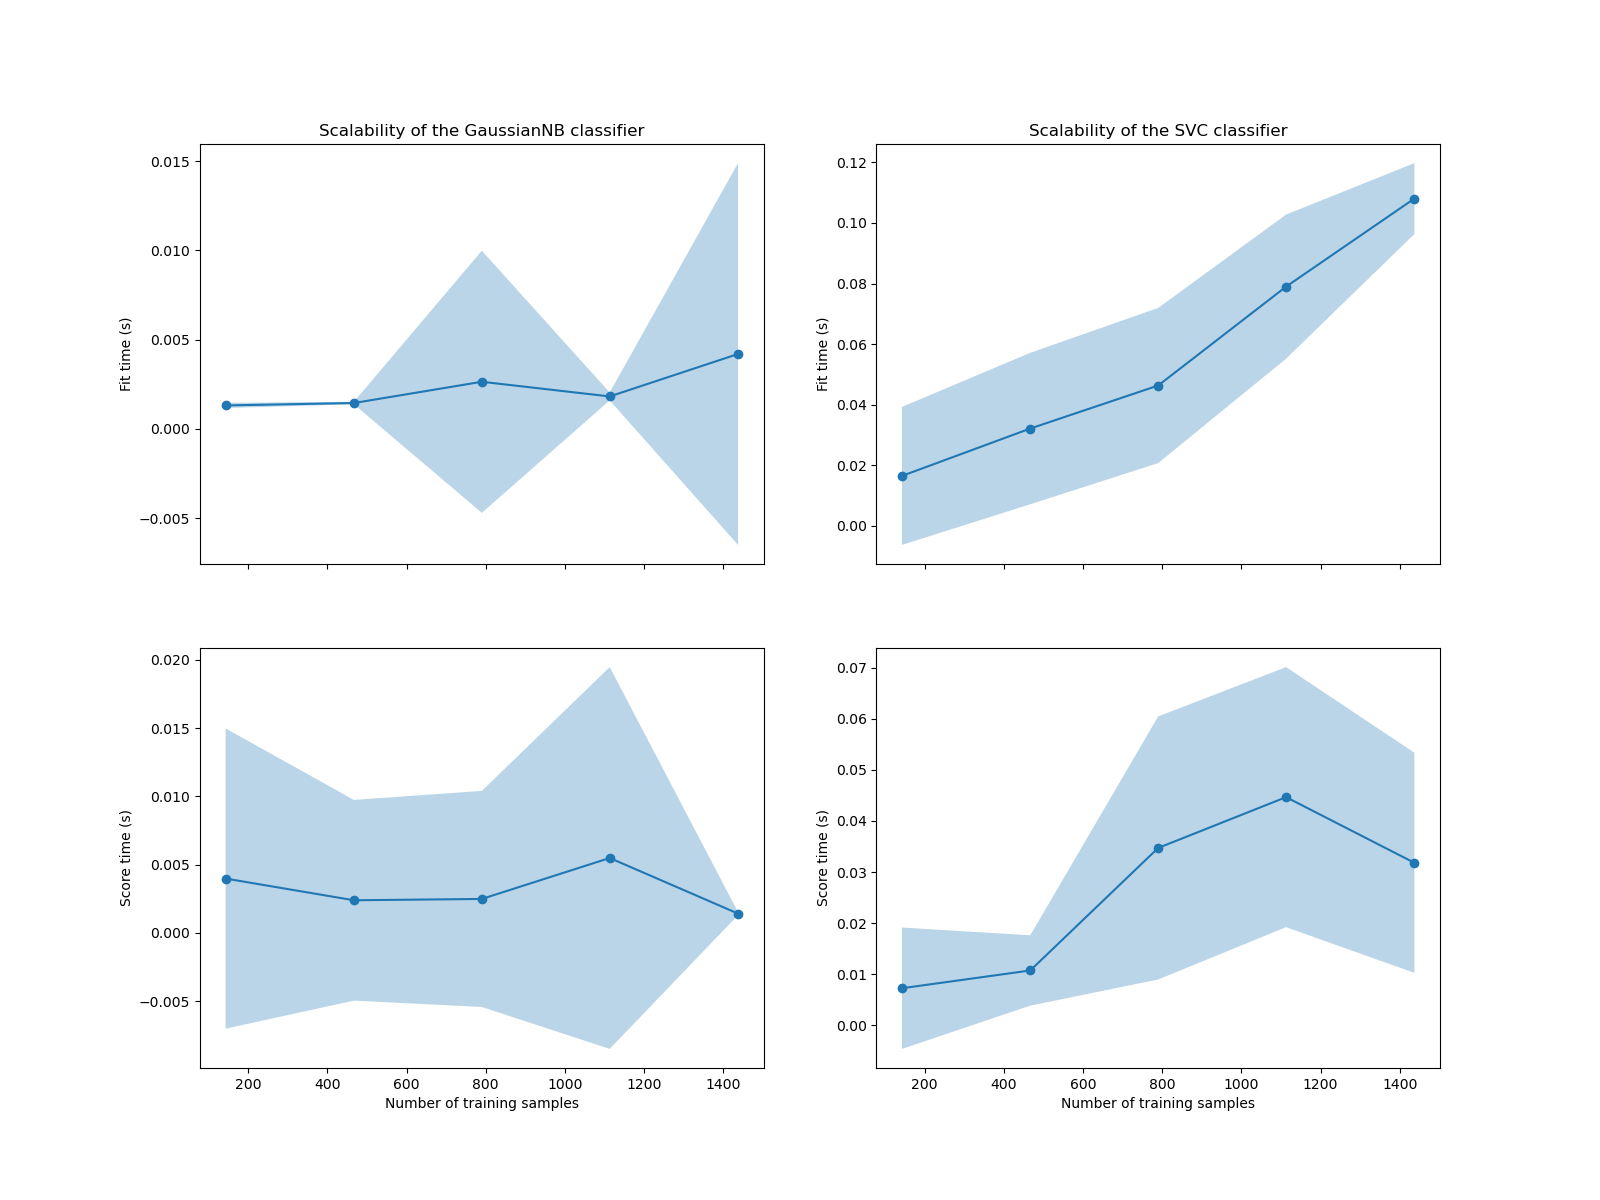 Scalability of the GaussianNB classifier
0.015
0.010
0.005
0.000
−0.005
Fit time (s)
Scalability of the SVC classifier
0.12
0.10
0.08
0.06
0.04
0.02
0.00
Fit time (s)
0.020
0.015
0.010
0.005
0.000
−0.005
Score time (s)
200 400 600 800 1000 1200 1400
Number of training samples
0.07
0.06
0.05
0.04
0.03
0.02
0.01
0.00
Score time (s)
200 400 600 800 1000 1200 1400
Number of training samples